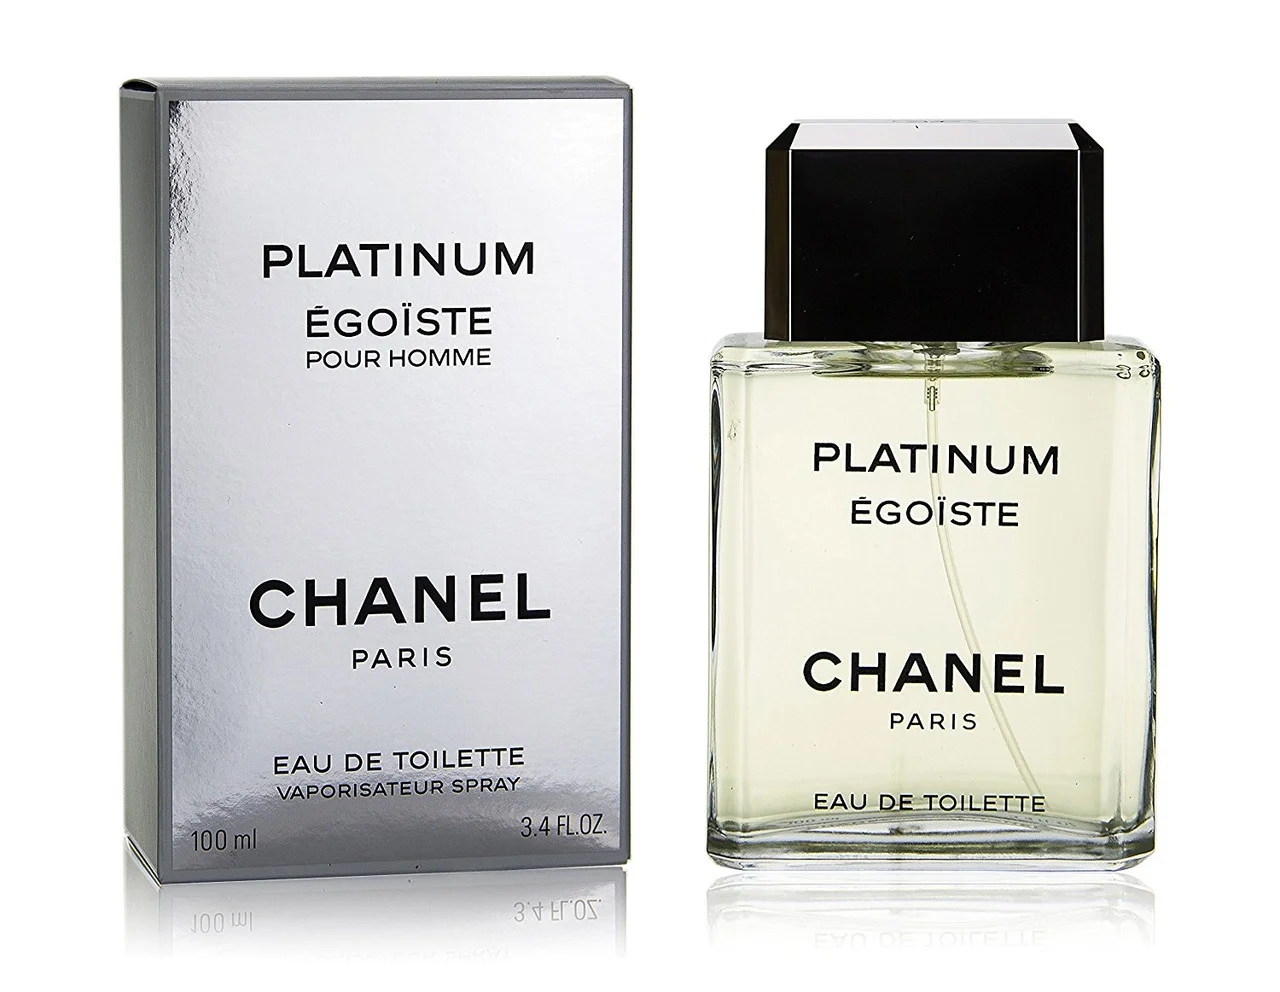 PLATINUM
ÉGOÏSTE
POUR HOMME
CHANEL
PARIS
EAU DE TOILETTE
VAPORISATEUR SPRAY
100 ml 3.4 FL.OZ.
PLATINUM
ÉGOÏSTE
CHANEL
PARIS
EAU DE TOILETTE